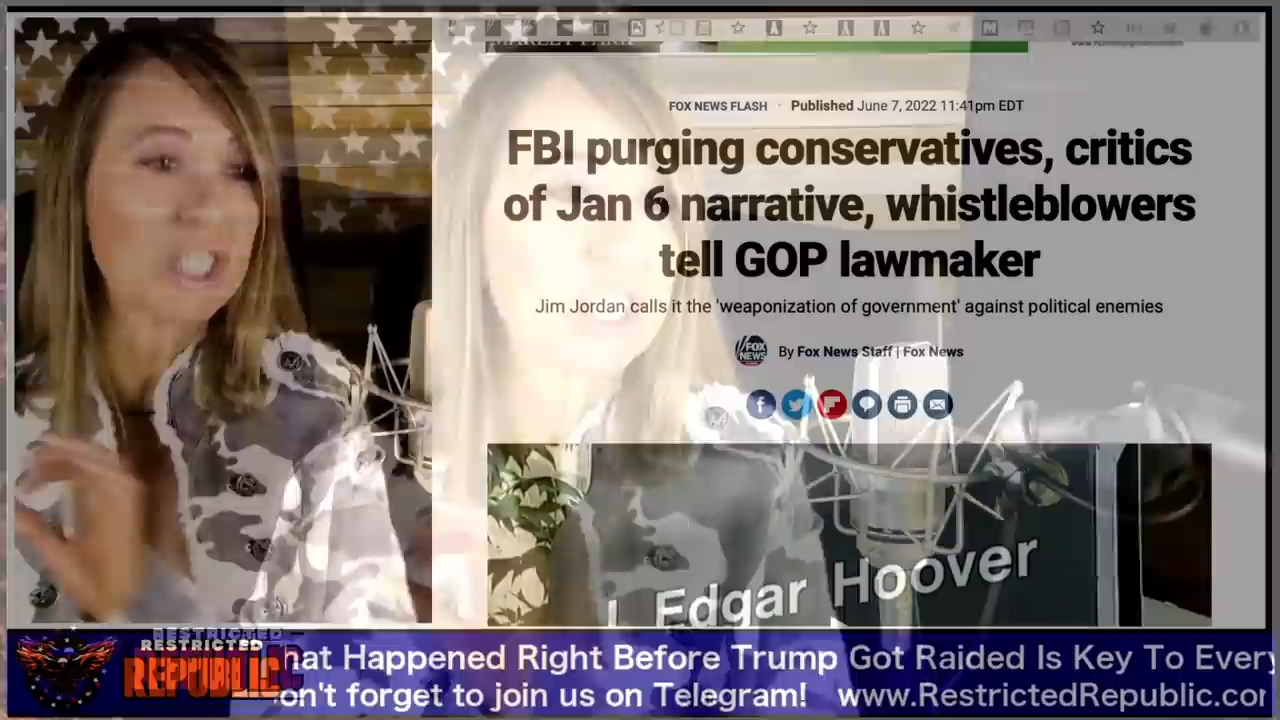 FOX NEWS FLASH · Published June 7, 2022 11:41pm EDT
FBI purging conservatives, critics
of Jan 6 narrative, whistleblowers
tell GOP lawmaker
Jim Jordan calls it the 'weaponization of government' against political enemies
FOX NEWS
By Fox News Staff | Fox News
Edgar Hoover
RESTRICTED
REPUBLIC
hat Happened Right Before Trump Got Raided Is Key To Every
on't forget to join us on Telegram! www.RestrictedRepublic.com